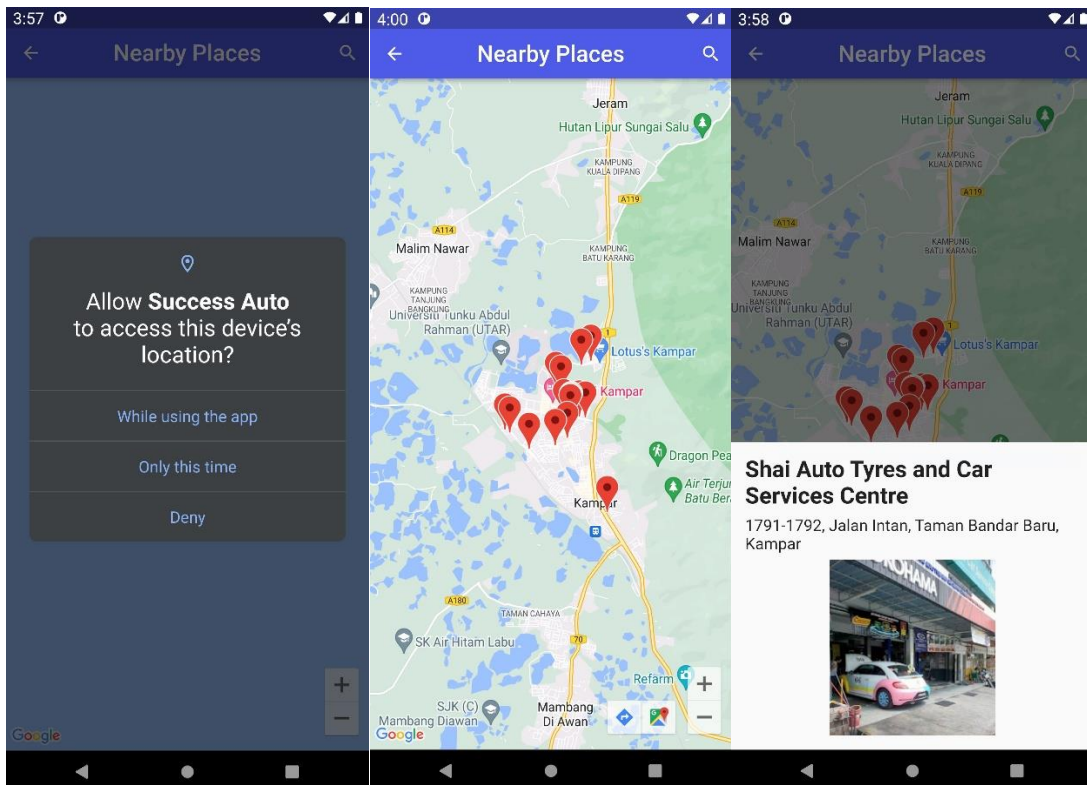 3:57
Nearby Places
Allow Success Auto
to access this device's
location?
While using the app
Only this time
Deny
+
−
Google
4:00
Nearby Places
Jeram
Hutan Lipur Sungai Salu
KAMPUNG
KUALA DIPANG
A119
A114
Malim Nawar
KAMPUNG
BATU KARANG
KAMPUNG
TANJUNG
BANGKUNG
Universiti Tunku Abdul
Rahman (UTAR)
1
Lotus's Kampar
Kampar
Dragon Pea
Air Terju
Batu Ber
Kampar
A180
TAMAN CAHAYA
SK Air Hitam Labu
70
Refarm
SJK (C)
Mambang Diawan
Mambang
Di Awan
+
−
Google
3:58
Nearby Places
Jeram
Hutan Lipur Sungai Salu
KAMPUNG
KUALA DIPANG
A119
A114
Malim Nawar
KAMPUNG
BATU KARANG
KAMPUNG
TANJUNG
BANGKUNG
Universiti Tunku Abdul
Rahman (UTAR)
1
Lotus's Kampar
Kampar
Shai Auto Tyres and Car
Services Centre
1791-1792, Jalan Intan, Taman Bandar Baru,
Kampar
KOHAMA